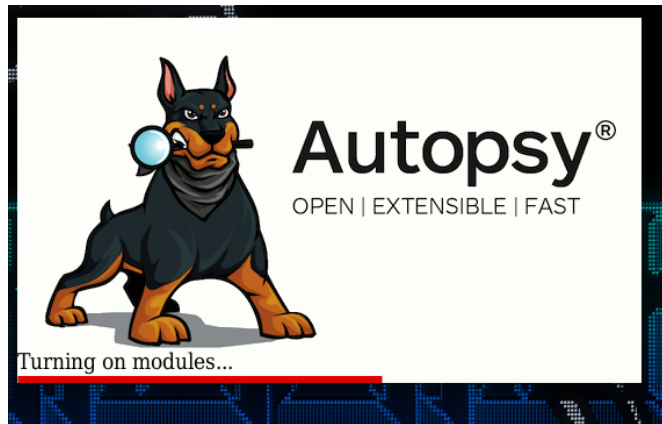 Autopsy®
OPEN | EXTENSIBLE | FAST
Turning on modules...